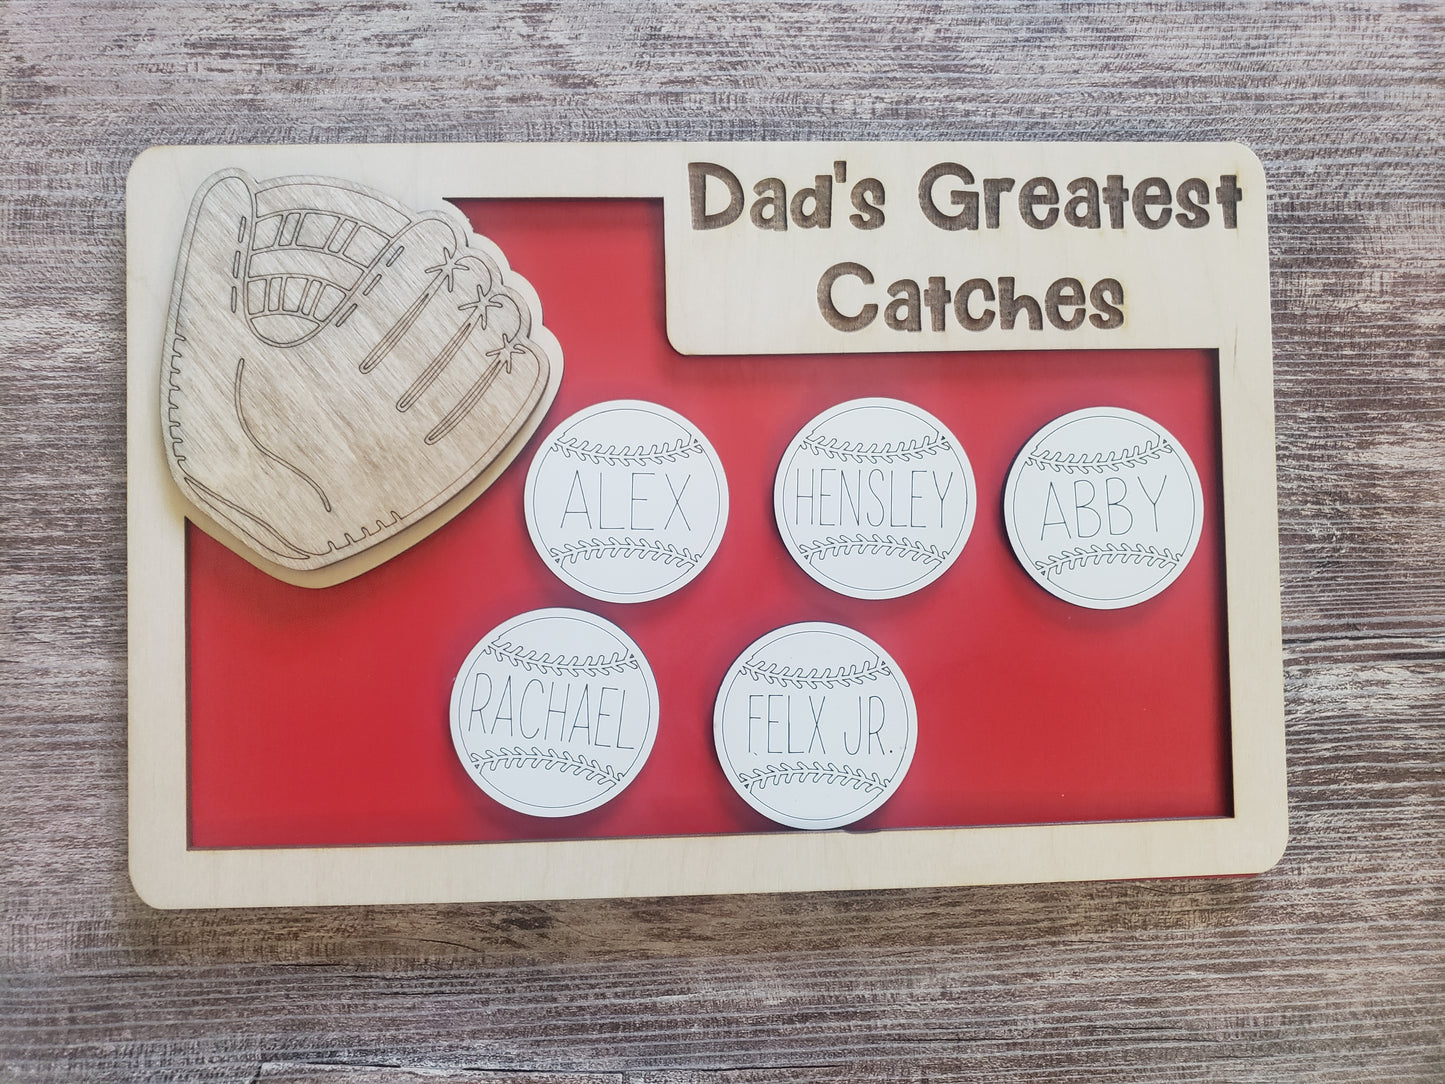 Dad's Greatest
Catches
ALEX
HENSLEY
ABBY
RACHAEL
FELX JR.